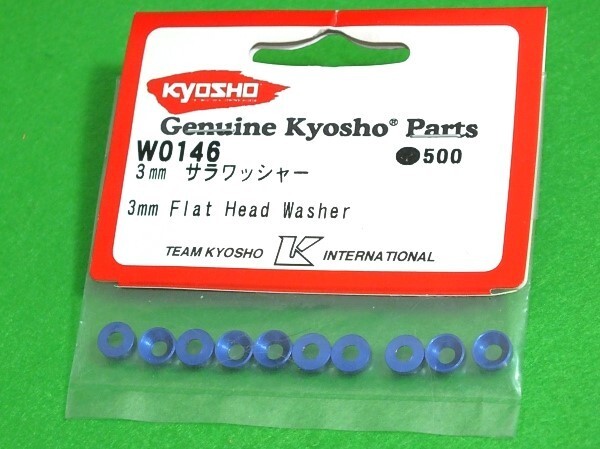 KYOSHO
Genuine Kyosho® Parts
W0146
●500
3mm サラワッシャー
3mm Flat Head Washer
TEAM KYOSHO K INTERNATIONAL